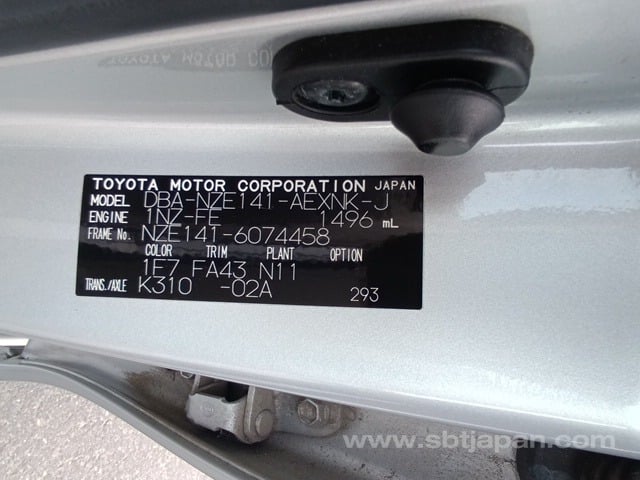 TOYOTA MOTOR CORPORATION JAPAN
MODEL DBA-NZE141-AEXNK-J
ENGINE 1NZ-FE 1496 mL
FRAME No. NZE141-6074458
COLOR TRIM PLANT OPTION
1E7 FA43 N11
TRANS./AXLE K310 -02A 293
www.sbtjapan.com